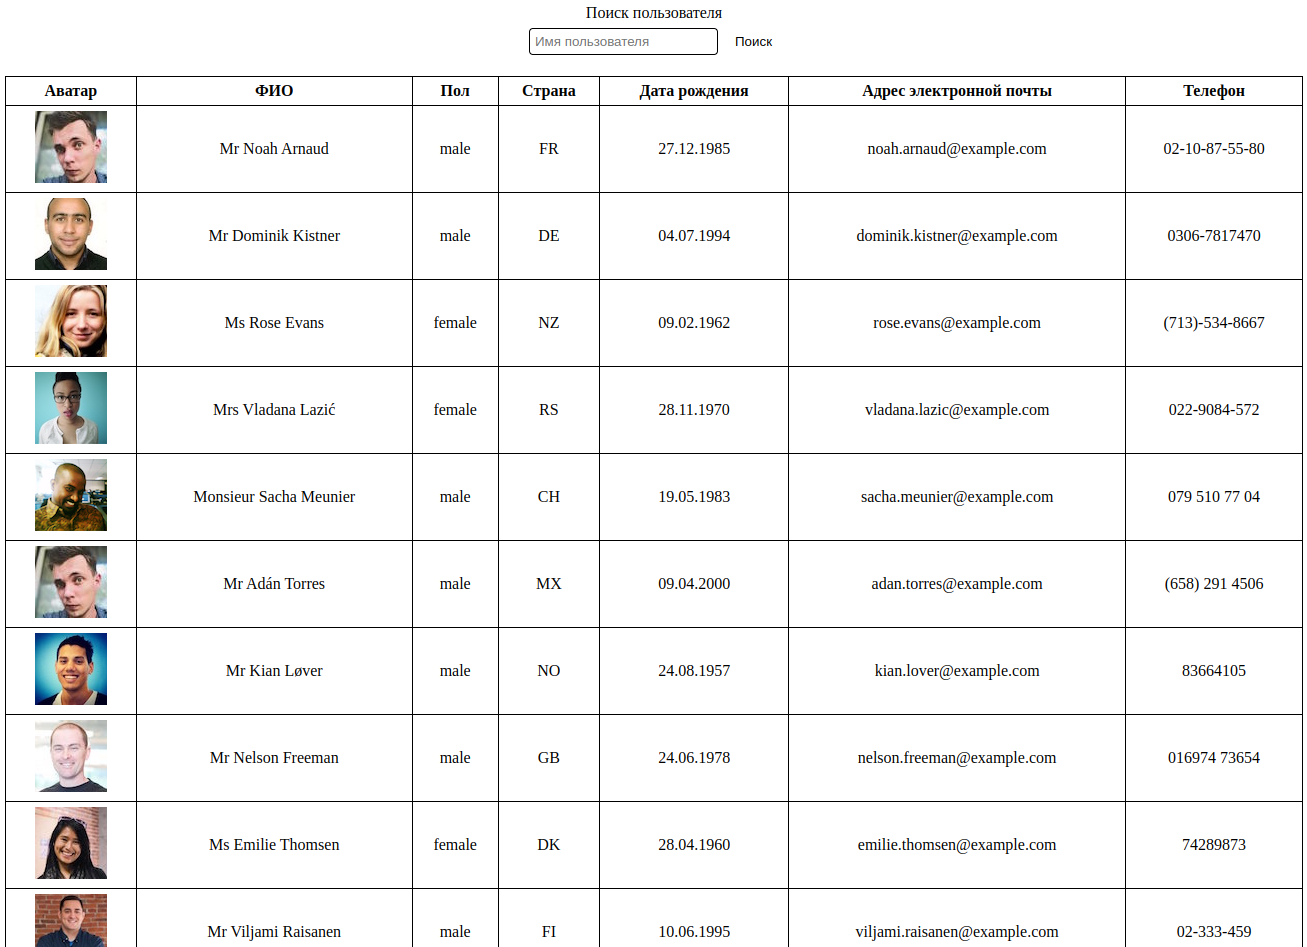 Поиск пользователя
Имя пользователя Поиск
Аватар ФИО Пол Страна Дата рождения Адрес электронной почты Телефон
Mr Noah Arnaud male FR 27.12.1985 noah.arnaud@example.com 02-10-87-55-80
Mr Dominik Kistner male DE 04.07.1994 dominik.kistner@example.com 0306-7817470
Ms Rose Evans female NZ 09.02.1962 rose.evans@example.com (713)-534-8667
Mrs Vladana Lazić female RS 28.11.1970 vladana.lazic@example.com 022-9084-572
Monsieur Sacha Meunier male CH 19.05.1983 sacha.meunier@example.com 079 510 77 04
Mr Adán Torres male MX 09.04.2000 adan.torres@example.com (658) 291 4506
Mr Kian Løver male NO 24.08.1957 kian.lover@example.com 83664105
Mr Nelson Freeman male GB 24.06.1978 nelson.freeman@example.com 016974 73654
Ms Emilie Thomsen female DK 28.04.1960 emilie.thomsen@example.com 74289873
Mr Viljami Raisanen male FI 10.06.1995 viljami.raisanen@example.com 02-333-459